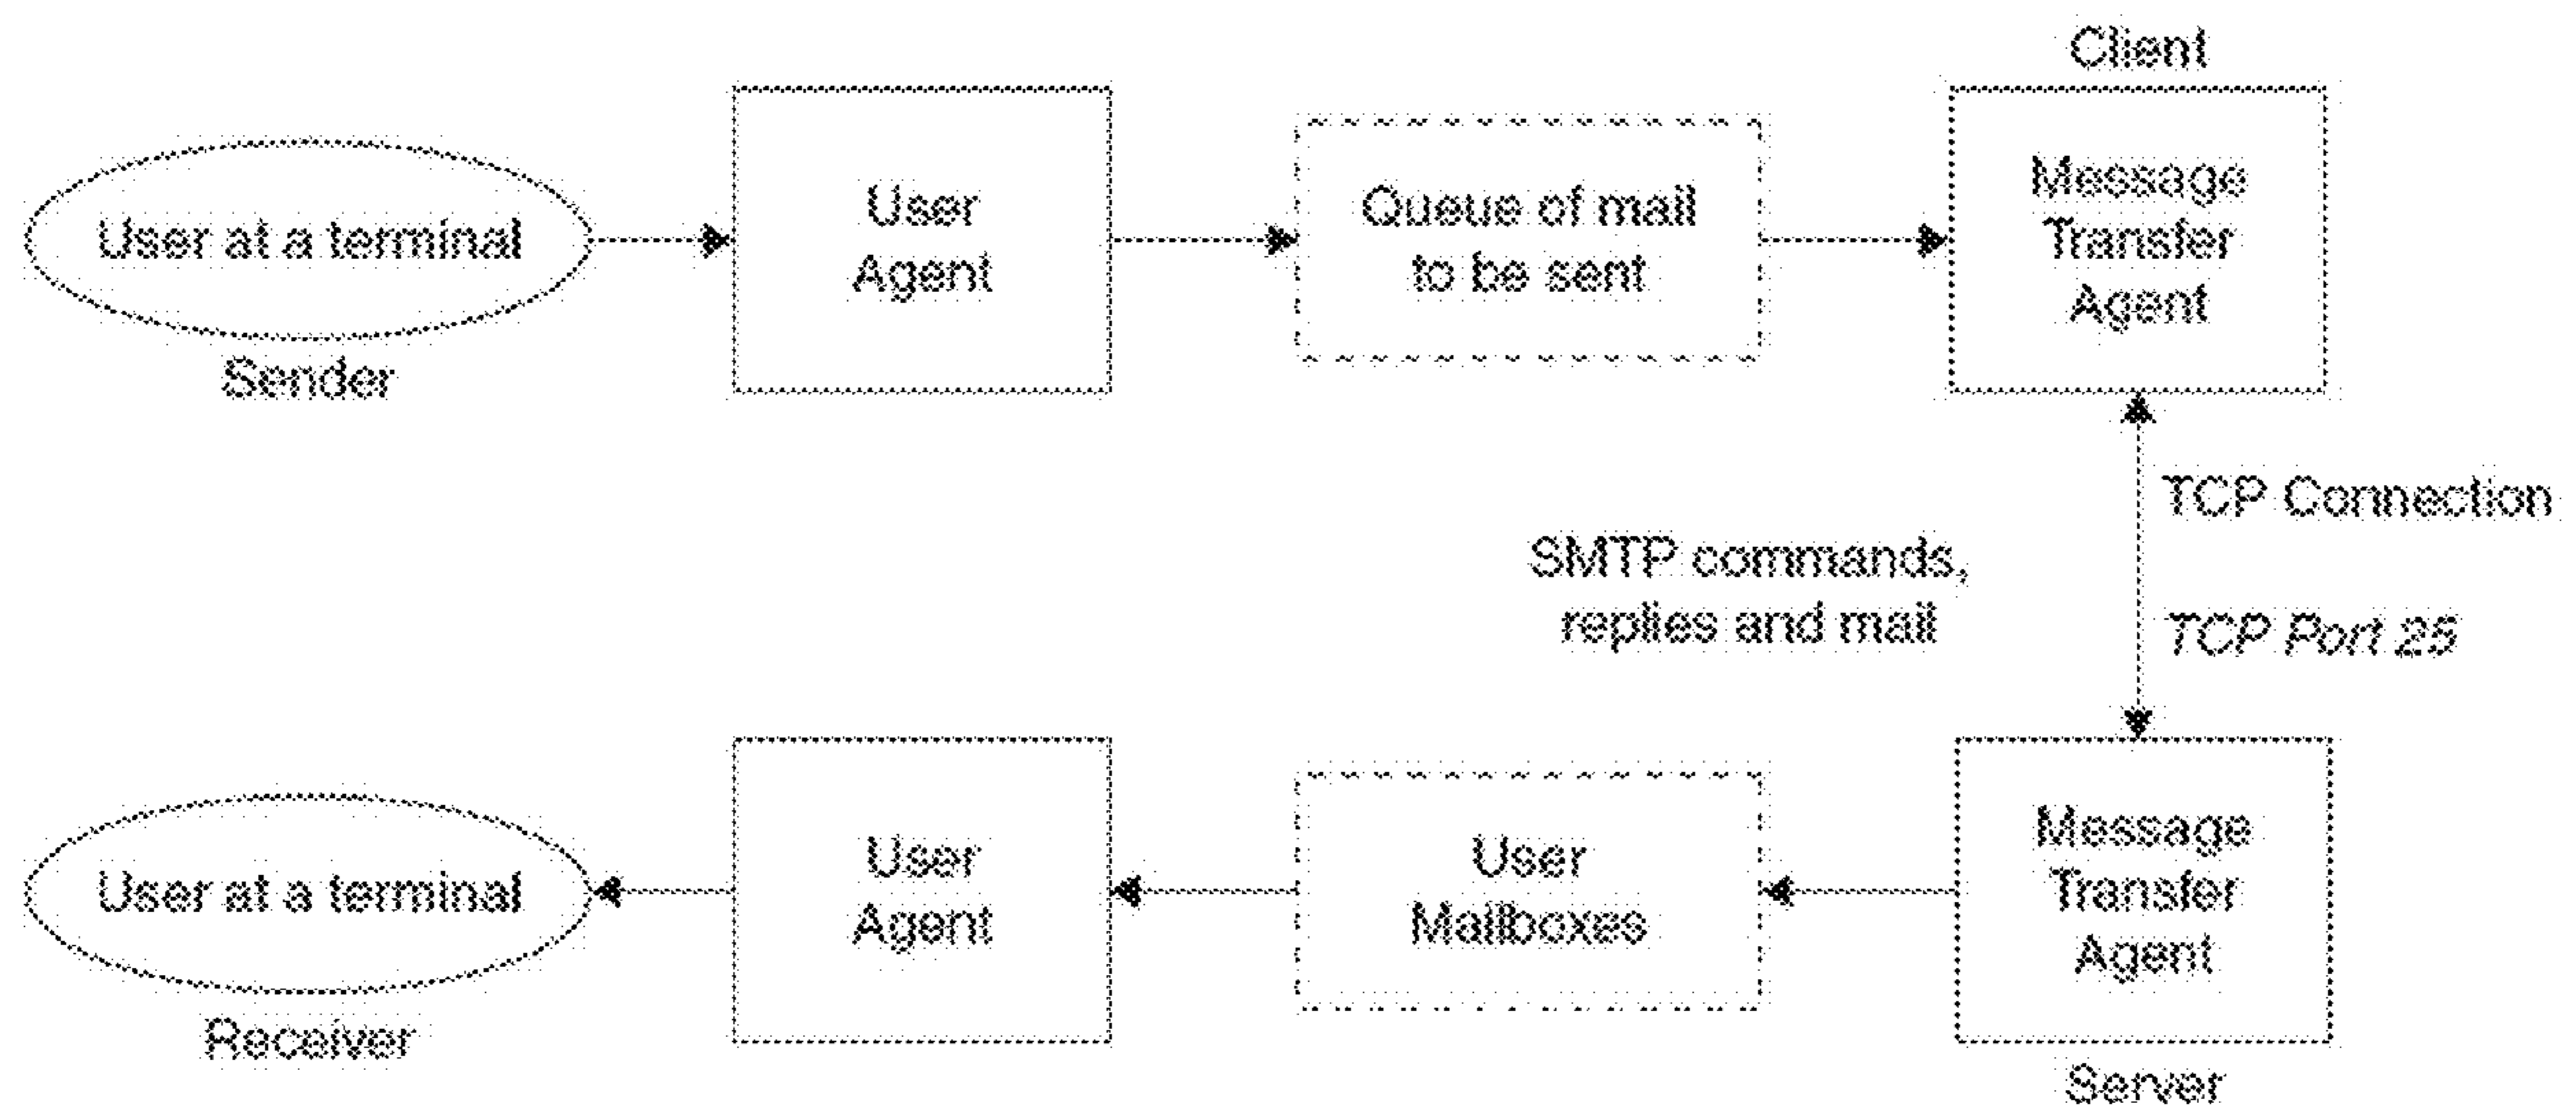 Client
User at a terminal
User
Agent
Queue of mail
to be sent
Message
Transfer
Agent
Sender
TCP Connection
SMTP commands,
replies and mail
TCP Port 25
User at a terminal
User
Agent
User
Mailboxes
Message
Transfer
Agent
Receiver
Server